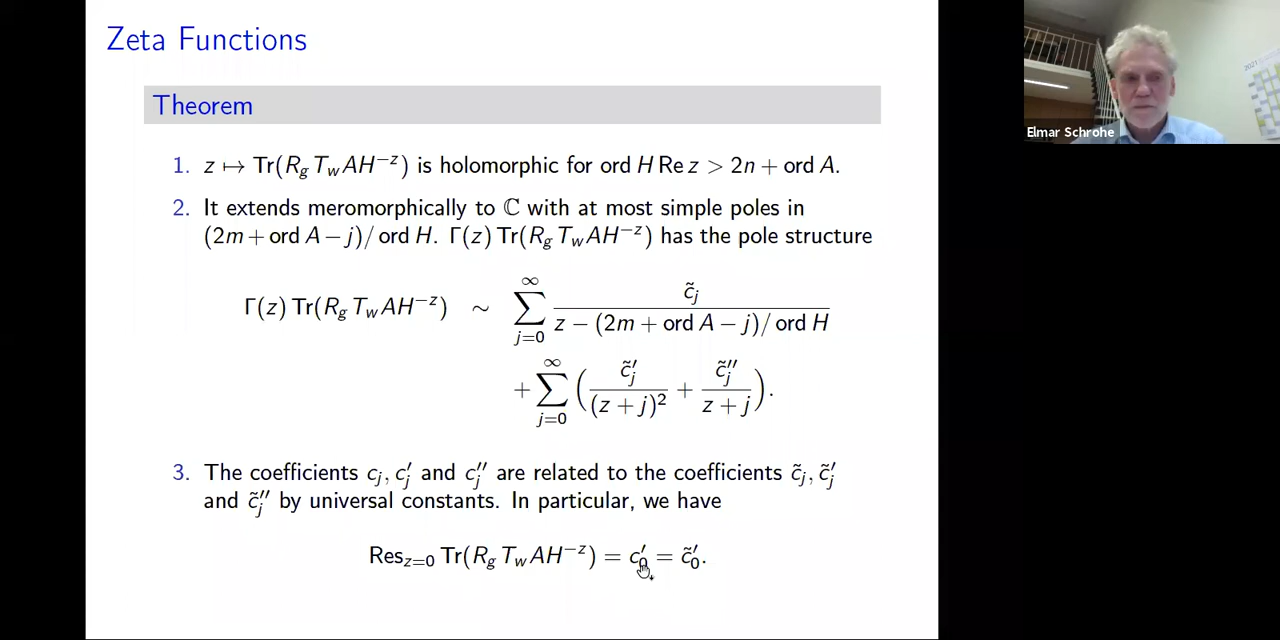 Zeta Functions
Theorem
1. z ↦ Tr(R_g T_w AH^{−z}) is holomorphic for ord H Re z > 2n + ord A.
2. It extends meromorphically to ℂ with at most simple poles in
(2m + ord A − j)/ ord H. Γ(z) Tr(R_g T_w AH^{−z}) has the pole structure
Γ(z) Tr(R_g T_w AH^{−z}) ∼ ∑_{j=0}^{∞} c̃_j / (z − (2m + ord A − j)/ ord H)
+ ∑_{j=0}^{∞} ( c̃′_j / (z + j)² + c̃″_j / (z + j) ).
3. The coefficients c_j, c′_j and c″_j are related to the coefficients c̃_j, c̃′_j
and c̃″_j by universal constants. In particular, we have
Res_{z=0} Tr(R_g T_w AH^{−z}) = c′_0 = c̃′_0.
Elmar Schrohe
2021